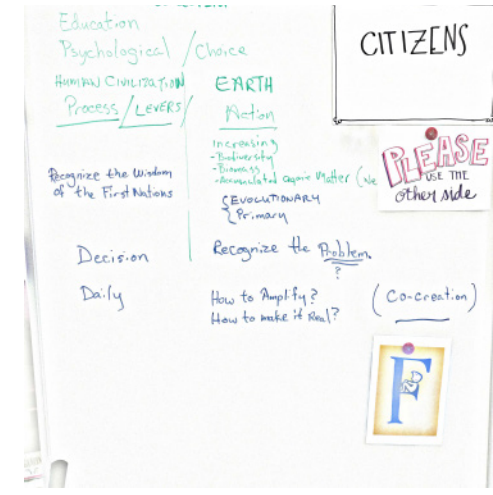 Education
Psychological / Choice
HUMAN CIVILIZATION
Process / LEVERS /
EARTH
Action
increasing
- Biodiversity
- Biomass
- Accumulated organic Matter
{ EVOLUTIONARY
{ Primary
Recognize the Wisdom
of the First Nations
Decision
Recognize the Problem.
?
Daily
How to Amplify?
How to make it Real?
(Co-creation)
CITIZENS
PLEASE
USE THE
other side
F